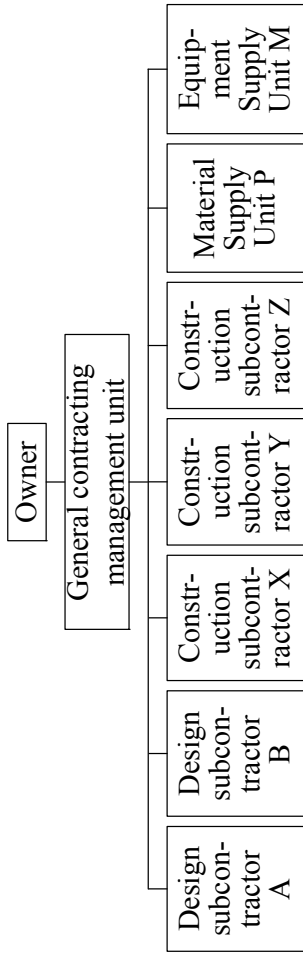 Owner
General contracting
management unit
Design
subcon-
tractor
A
Design
subcon-
tractor
B
Constr-
uction
subcont-
ractor X
Constr-
uction
subcont-
ractor Y
Constr-
uction
subcont-
ractor Z
Material
Supply
Unit P
Equip-
ment
Supply
Unit M